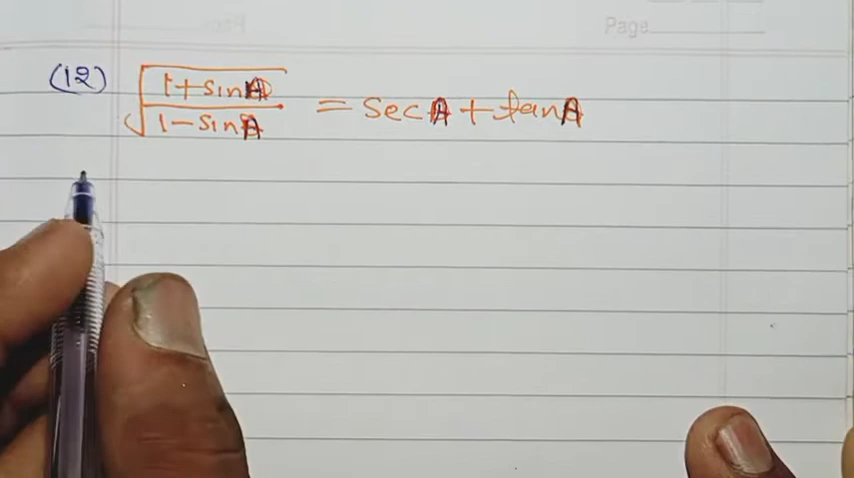 Page
(12) √((1+sinA)/(1-sinA)) = secA + tanA